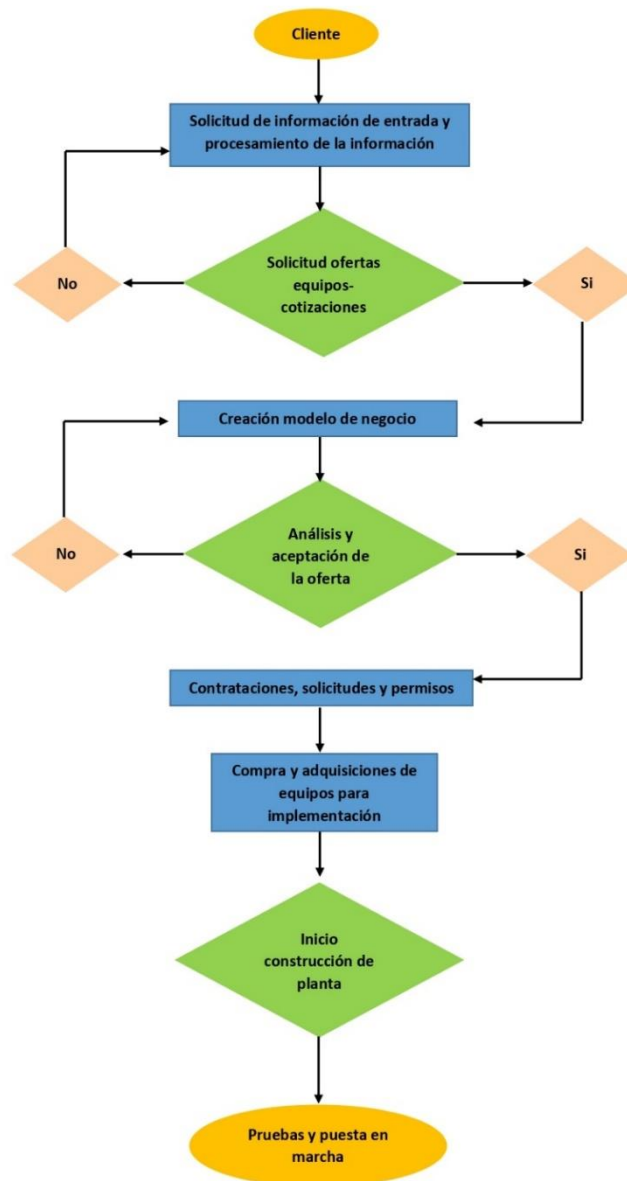 Cliente
Solicitud de información de entrada y
procesamiento de la información
No
Solicitud ofertas
equipos-
cotizaciones
Si
Creación modelo de negocio
No
Análisis y
aceptación de
la oferta
Si
Contrataciones, solicitudes y permisos
Compra y adquisiciones de
equipos para
implementación
Inicio
construcción de
planta
Pruebas y puesta en
marcha